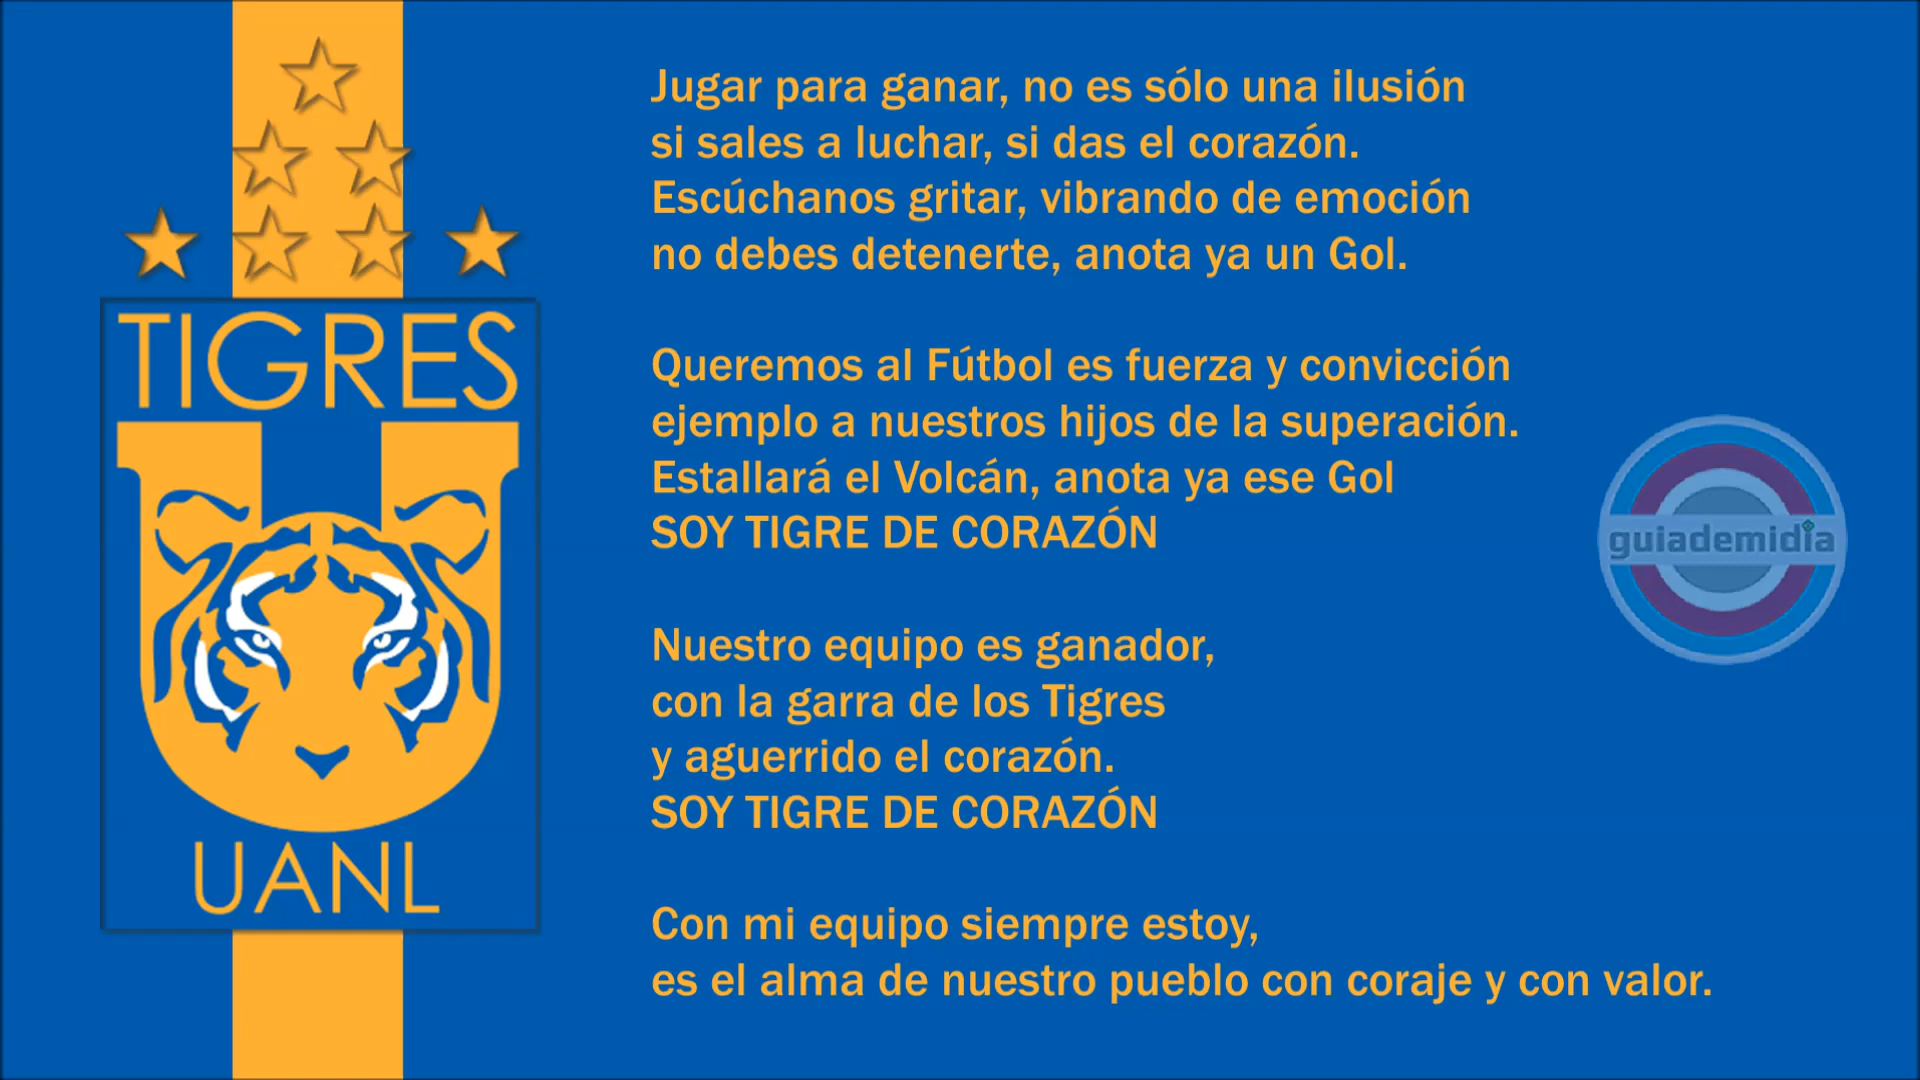 TIGRES
UANL
Jugar para ganar, no es sólo una ilusión
si sales a luchar, si das el corazón.
Escúchanos gritar, vibrando de emoción
no debes detenerte, anota ya un Gol.
Queremos al Fútbol es fuerza y convicción
ejemplo a nuestros hijos de la superación.
Estallará el Volcán, anota ya ese Gol
SOY TIGRE DE CORAZÓN
Nuestro equipo es ganador,
con la garra de los Tigres
y aguerrido el corazón.
SOY TIGRE DE CORAZÓN
Con mi equipo siempre estoy,
es el alma de nuestro pueblo con coraje y con valor.
guiademidia